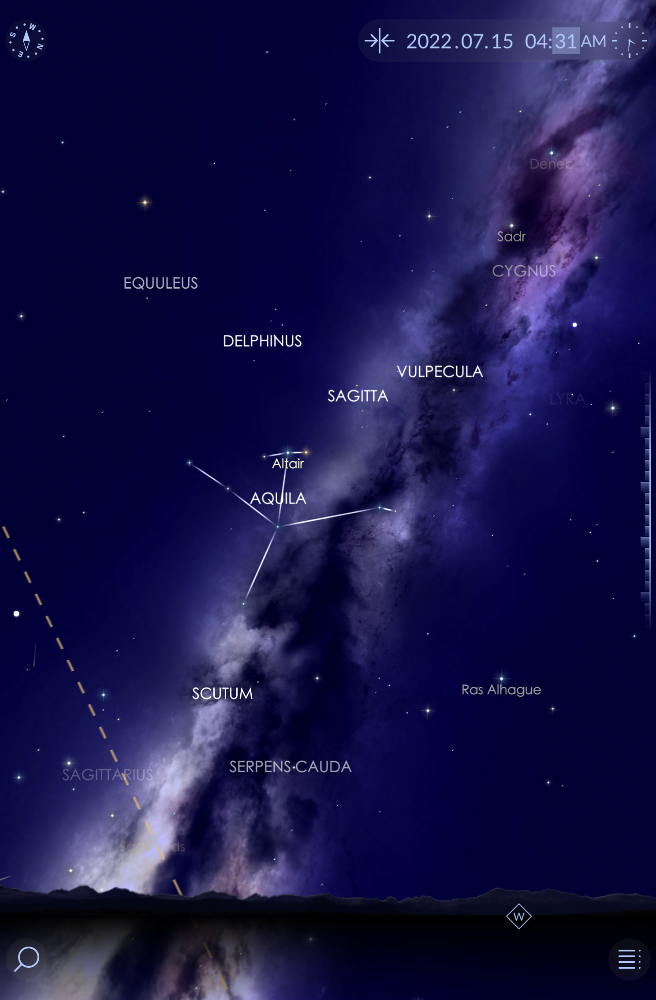 W
S
N
E
2022.07.15 04:31 AM
Deneb
Sadr
CYGNUS
EQUULEUS
DELPHINUS
VULPECULA
SAGITTA
LYRA
Altair
AQUILA
Ras Alhague
SCUTUM
SERPENS CAUDA
SAGITTARIUS
W